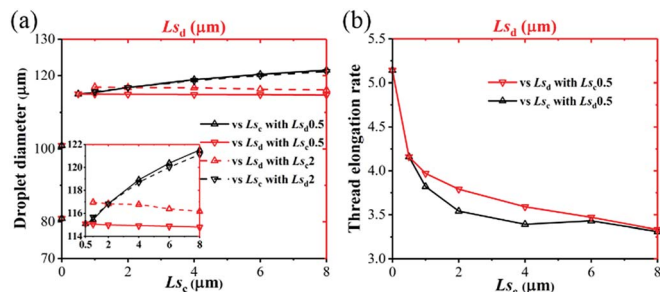 (a)
Ls_d (μm)
130
120
110
100
90
80
70
Droplet diameter (μm)
vs Ls_c with Ls_d0.5
vs Ls_d with Ls_c0.5
vs Ls_d with Ls_c2
vs Ls_c with Ls_d2
122
120
118
116
114
0.5 2 4 6 8
0 2 4 6 8
Ls_c (μm)
(b)
Ls_d (μm)
5.5
5.0
4.5
4.0
3.5
3.0
Thread elongation rate
vs Ls_d with Ls_c0.5
vs Ls_c with Ls_d0.5
0 2 4 6 8
Ls_c (μm)